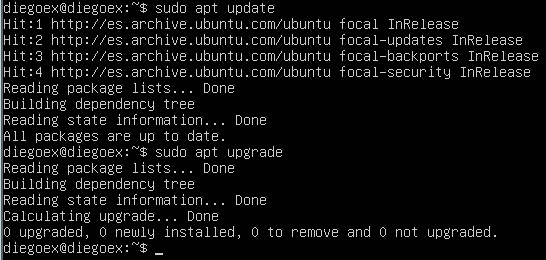 diegoex@diegoex:~$ sudo apt update
Hit:1 http://es.archive.ubuntu.com/ubuntu focal InRelease
Hit:2 http://es.archive.ubuntu.com/ubuntu focal-updates InRelease
Hit:3 http://es.archive.ubuntu.com/ubuntu focal-backports InRelease
Hit:4 http://es.archive.ubuntu.com/ubuntu focal-security InRelease
Reading package lists... Done
Building dependency tree
Reading state information... Done
All packages are up to date.
diegoex@diegoex:~$ sudo apt upgrade
Reading package lists... Done
Building dependency tree
Reading state information... Done
Calculating upgrade... Done
0 upgraded, 0 newly installed, 0 to remove and 0 not upgraded.
diegoex@diegoex:~$ _